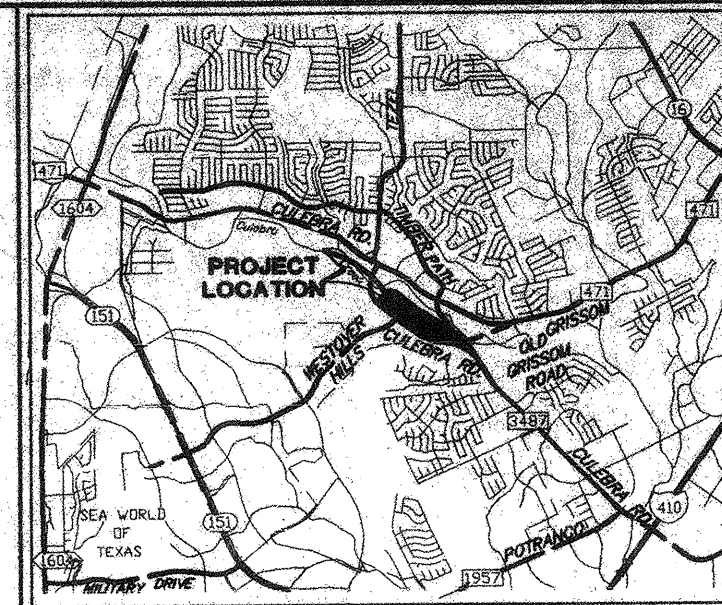 TEZEL
16
471
1604
CULEBRA RD.
Culebra
TIMBER PATH
471
PROJECT
LOCATION
471
151
OLD GRISSOM
GRISSOM
ROAD
WESTOVER
HILLS
CULEBRA RD.
3487
CULEBRA RD.
410
SEA WORLD
OF
TEXAS
151
POTRANCO
1604
MILITARY DRIVE
1957